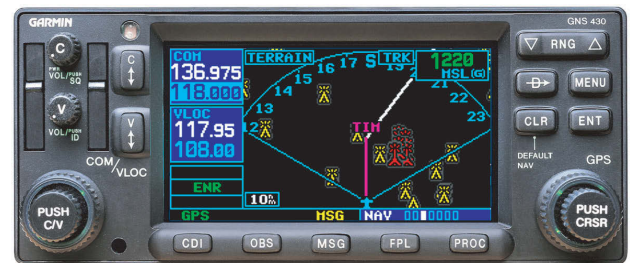 GARMIN
GNS 430
C
PWR
VOL/PUSH
SQ
V
VOL/PUSH
ID
C
V
COM/VLOC
PUSH
C/V
COM
136.975
118.000
VLOC
117.95
108.00
ENR
GPS
TERRAIN
TRK
1220
MSL(G)
12
13
14
15
16
17
S
19
21
22
23
TIM
10
MSG
NAV
RNG
D
MENU
CLR
ENT
DEFAULT
NAV
GPS
PUSH
CRSR
CDI
OBS
MSG
FPL
PROC